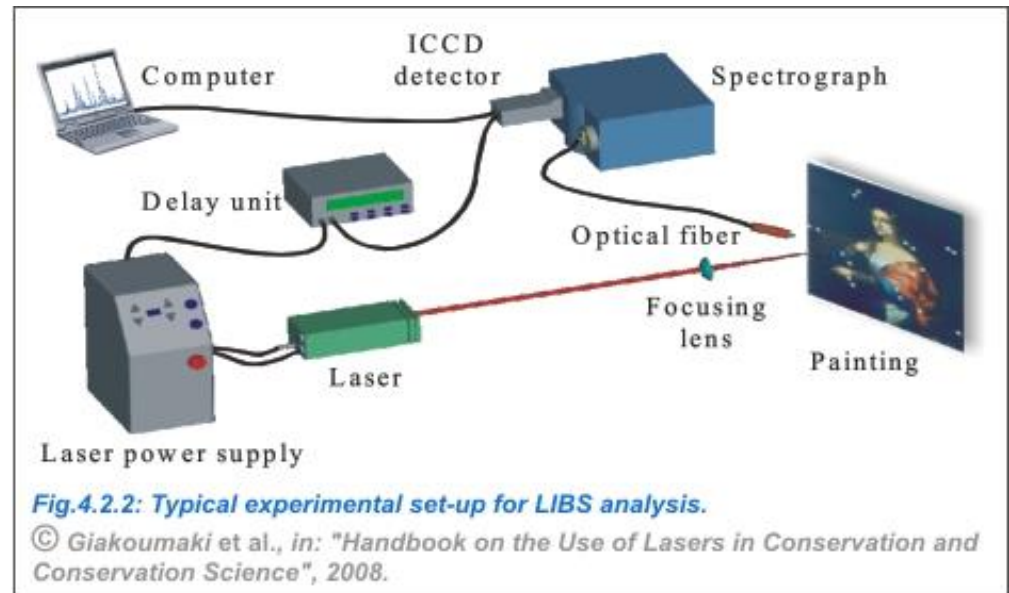 Computer
ICCD
detector
Spectrograph
Delay unit
Optical fiber
Focusing
lens
Painting
Laser
Laser power supply
Fig.4.2.2: Typical experimental set-up for LIBS analysis.
© Giakoumaki et al., in: "Handbook on the Use of Lasers in Conservation and
Conservation Science", 2008.